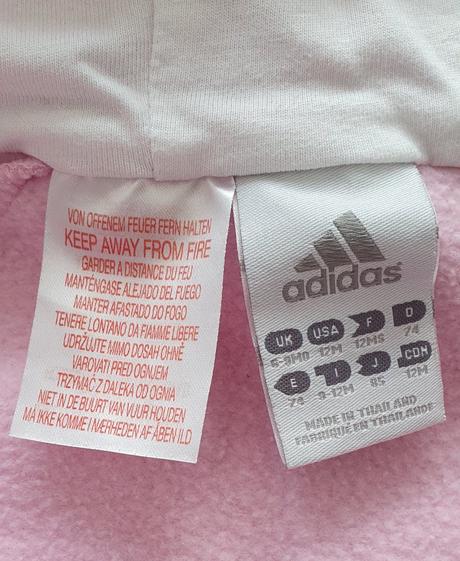 VON OFFENEM FEUER FERN HALTEN
KEEP AWAY FROM FIRE
GARDER A DISTANCE DU FEU
MANTÉNGASE ALEJADO DEL FUEGO
MANTER AFASTADO DO FOGO
TENERE LONTANO DA FIAMME LIBERE
UDRŽUJTE MIMO DOSAH OHNĚ
VAROVATI PRED OGNJEM
TRZYMAĆ Z DALEKA OD OGNIA
NIET IN DE BUURT VAN VUUR HOUDEN
MÅ IKKE KOMME I NÆRHEDEN AF ÅBEN ILD
adidas
UK USA F D
6-9MO 12M 12MS 74
E I J CDN
74 9-12M 85 12M
MADE IN THAILAND
FABRIQUÉ EN THAÏLANDE